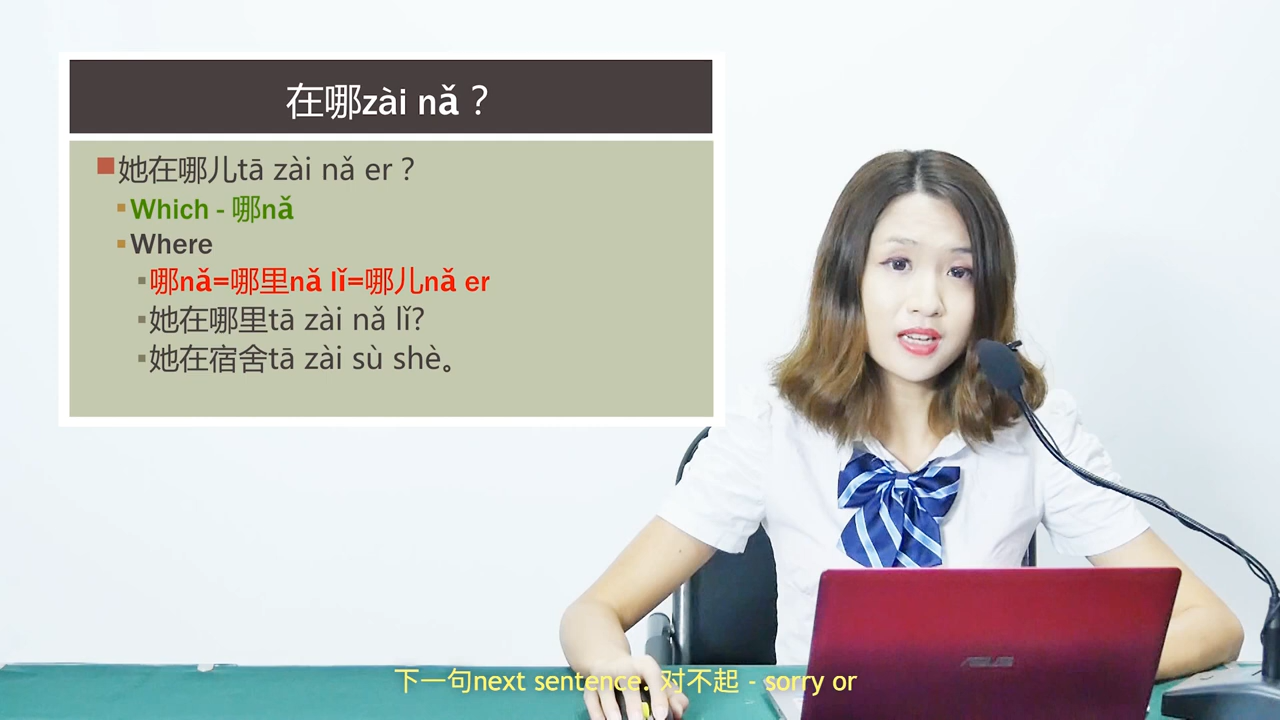 在哪zài nǎ？
她在哪儿tā zài nǎ er？
Which - 哪nǎ
Where
哪nǎ=哪里nǎ lǐ=哪儿nǎ er
她在哪里tā zài nǎ lǐ?
她在宿舍tā zài sù shè。
ASUS
下一句next sentence. 对不起 - sorry or